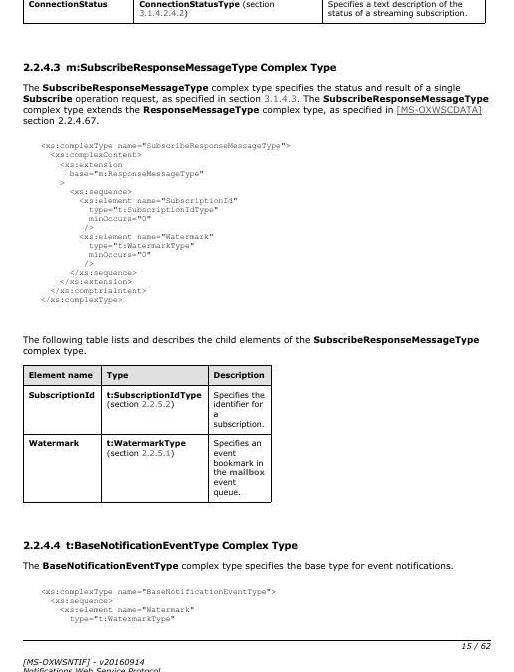 ConnectionStatus ConnectionStatusType (section Specifies a text description of the
3.1.4.2.4.2) status of a streaming subscription.
2.2.4.3 m:SubscribeResponseMessageType Complex Type
The SubscribeResponseMessageType complex type specifies the status and result of a single
Subscribe operation request, as specified in section 3.1.4.3. The SubscribeResponseMessageType
complex type extends the ResponseMessageType complex type, as specified in [MS-OXWSCDATA]
section 2.2.4.67.
<xs:complexType name="SubscribeResponseMessageType">
<xs:complexContent>
<xs:extension
base="m:ResponseMessageType"
>
<xs:sequence>
<xs:element name="SubscriptionId"
type="t:SubscriptionIdType"
minOccurs="0"
/>
<xs:element name="Watermark"
type="t:WatermarkType"
minOccurs="0"
/>
</xs:sequence>
</xs:extension>
</xs:comptriaintent>
</xs:complexType>
The following table lists and describes the child elements of the SubscribeResponseMessageType
complex type.
Element name Type Description
SubscriptionId t:SubscriptionIdType Specifies the
(section 2.2.5.2) identifier for
a
subscription.
Watermark t:WatermarkType Specifies an
(section 2.2.5.1) event
bookmark in
the mailbox
event
queue.
2.2.4.4 t:BaseNotificationEventType Complex Type
The BaseNotificationEventType complex type specifies the base type for event notifications.
<xs:complexType name="BaseNotificationEventType">
<xs:sequence>
<xs:element name="Watermark"
type="t:WatermarkType"
15 / 62
[MS-OXWSNTIF] - v20160914
Notifications Web Service Protocol